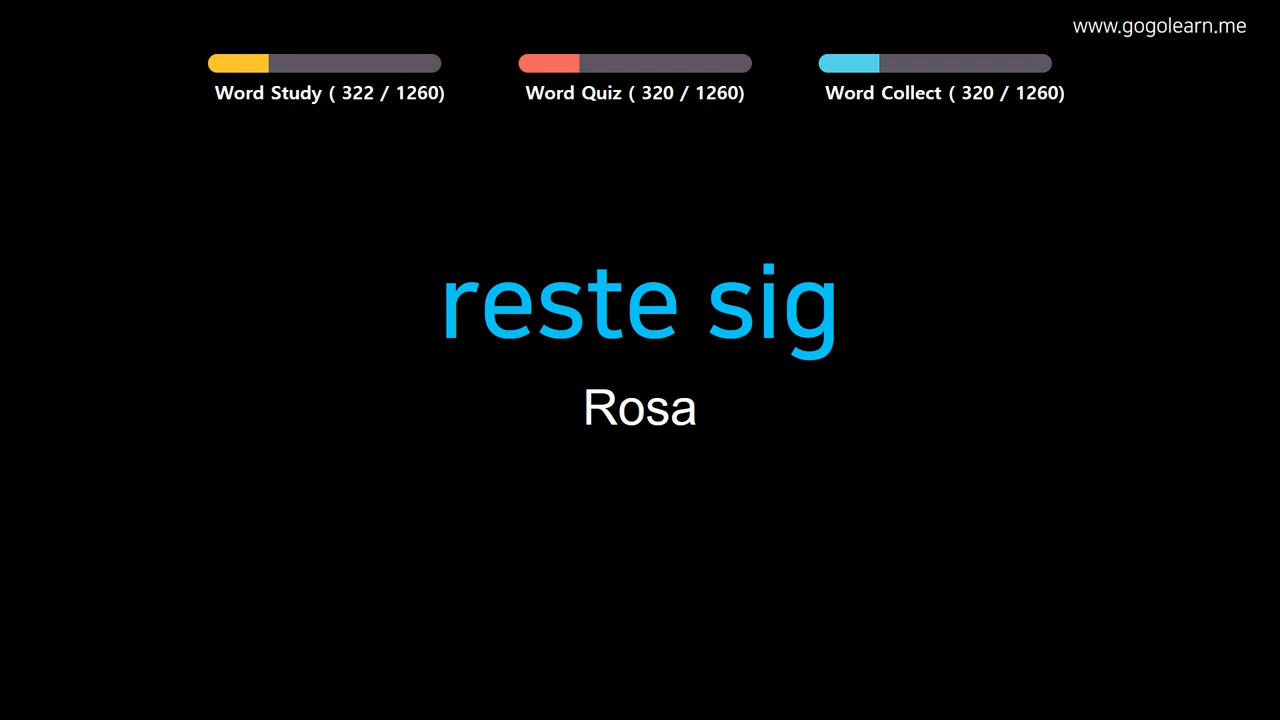 www.gogolearn.me
Word Study ( 322 / 1260)
Word Quiz ( 320 / 1260)
Word Collect ( 320 / 1260)
reste sig
Rosa